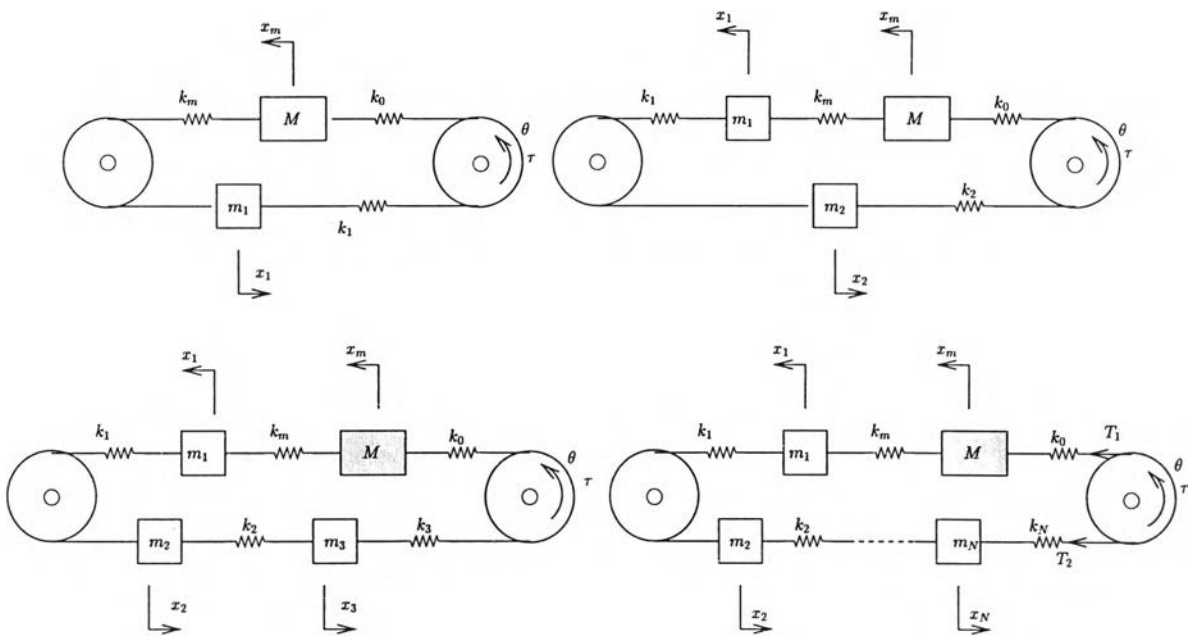 x_m
k_m
M
k_0
θ
τ
m_1
k_1
x_1
x_1
x_m
k_1
m_1
k_m
M
k_0
θ
τ
m_2
k_2
x_2
x_1
x_m
k_1
m_1
k_m
M
k_0
θ
τ
m_2
k_2
m_3
k_3
x_2
x_3
x_1
x_m
k_1
m_1
k_m
M
k_0
T_1
θ
τ
m_2
k_2
m_N
k_N
T_2
x_2
x_N